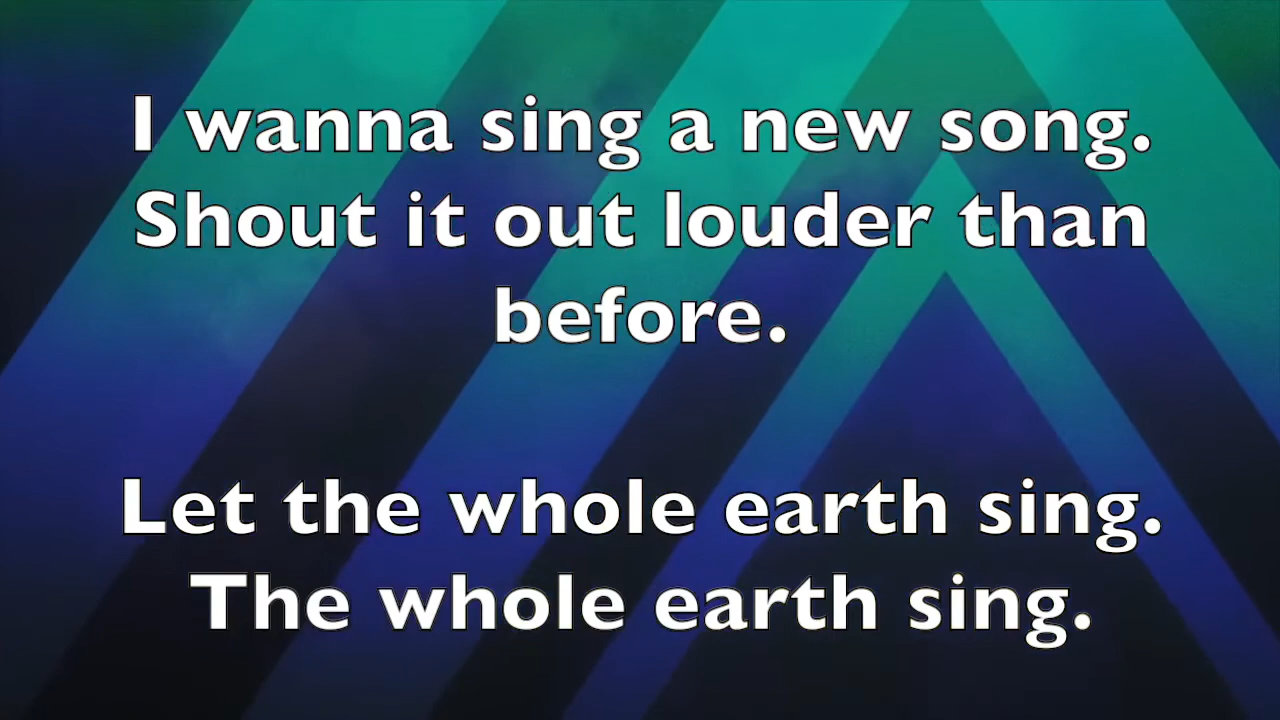 I wanna sing a new song.
Shout it out louder than
before.
Let the whole earth sing.
The whole earth sing.